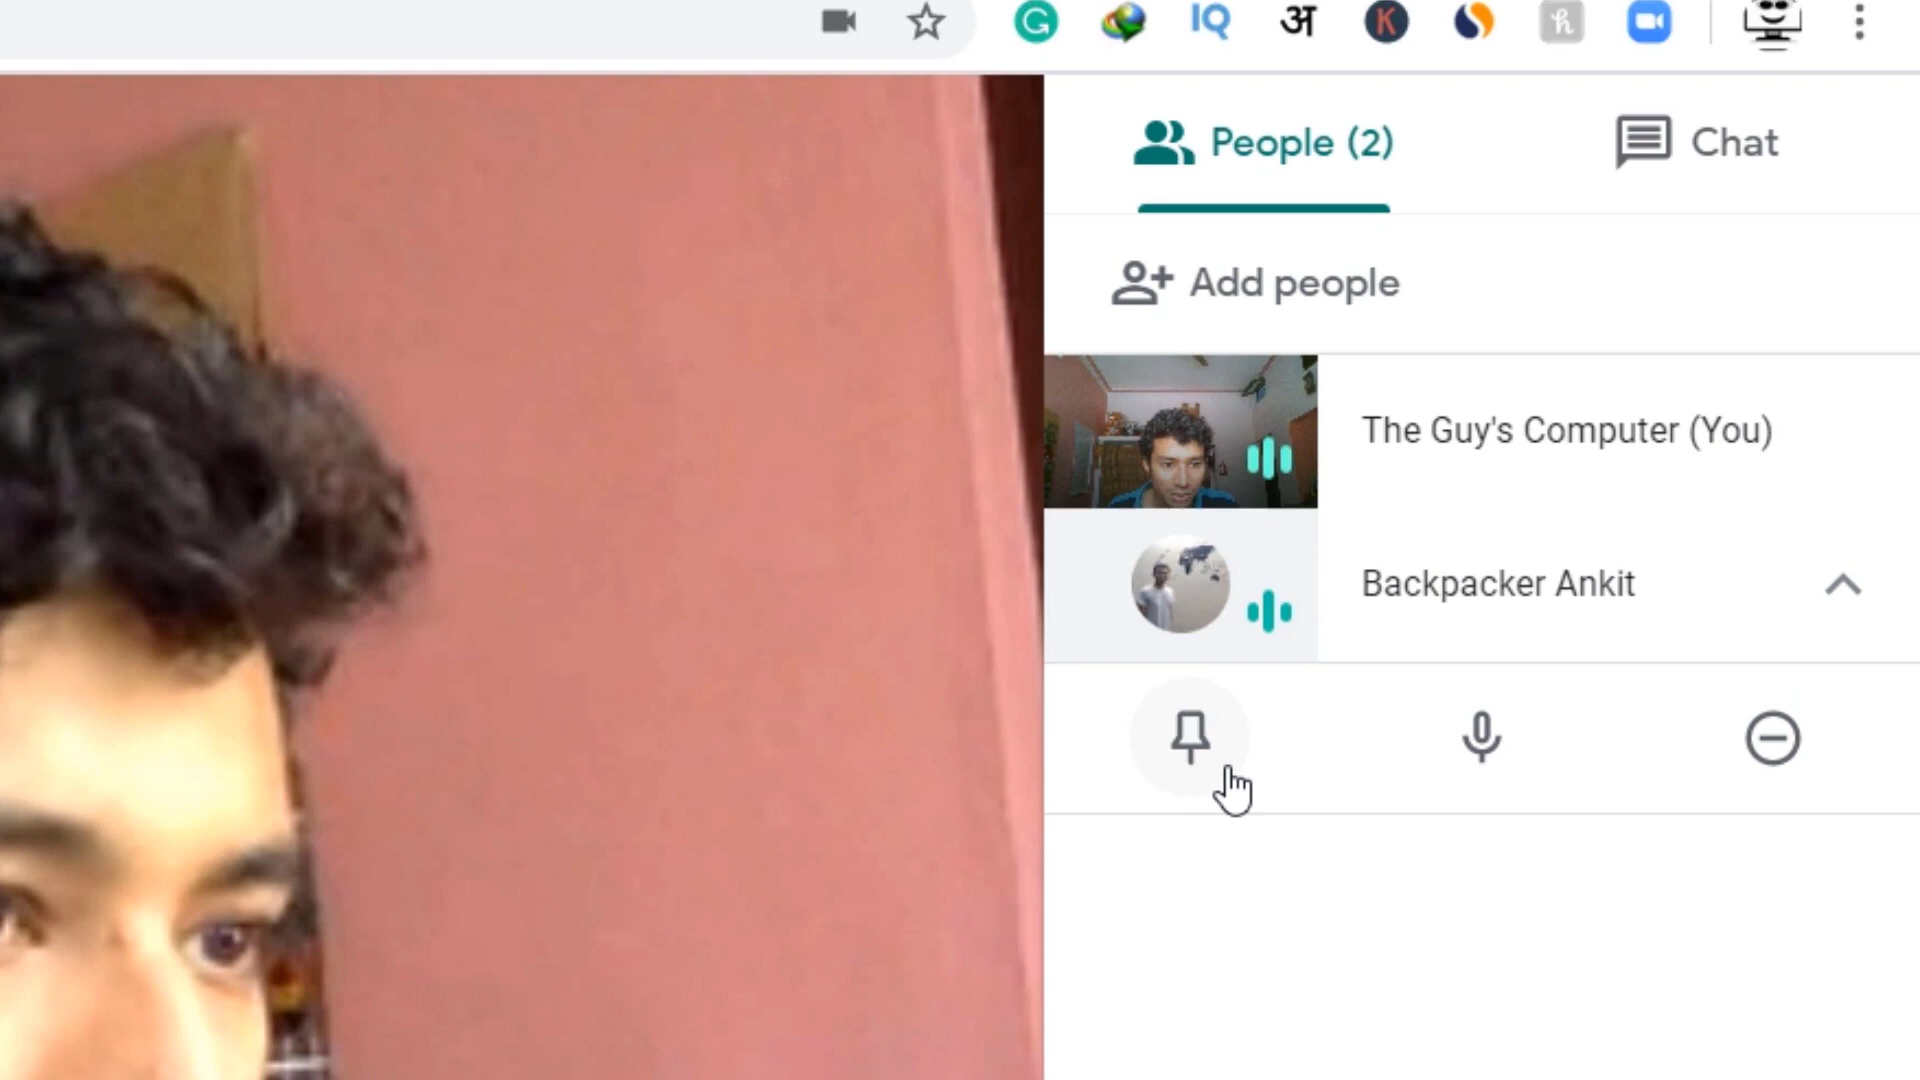 G IQ अ K h
People (2) Chat
Add people
The Guy's Computer (You)
Backpacker Ankit